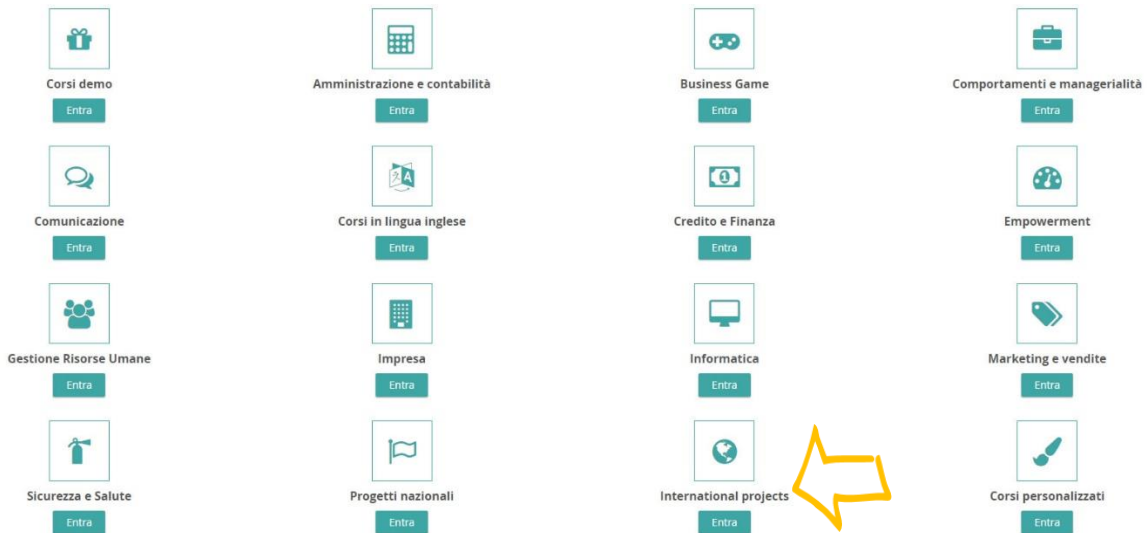 Corsi demo
Entra
Amministrazione e contabilità
Entra
Business Game
Entra
Comportamenti e managerialità
Entra
Comunicazione
Entra
A
Corsi in lingua inglese
Entra
1
Credito e Finanza
Entra
Empowerment
Entra
Gestione Risorse Umane
Entra
Impresa
Entra
Informatica
Entra
Marketing e vendite
Entra
Sicurezza e Salute
Entra
Progetti nazionali
Entra
International projects
Entra
Corsi personalizzati
Entra